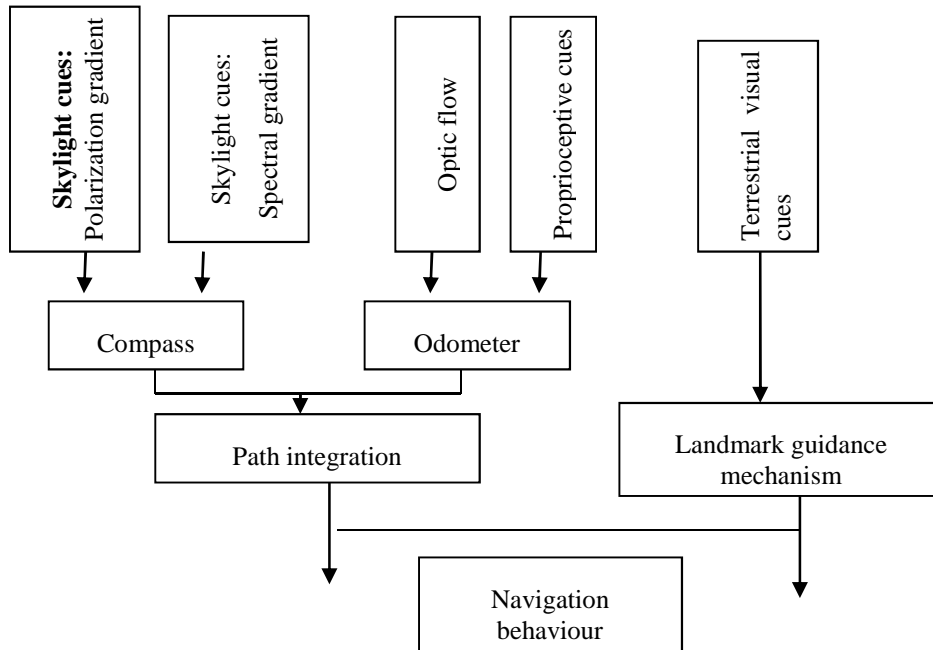 Skylight cues:
Polarization gradient
Skylight cues:
Spectral gradient
Optic flow
Proprioceptive cues
Terrestrial visual
cues
Compass
Odometer
Path integration
Landmark guidance
mechanism
Navigation
behaviour